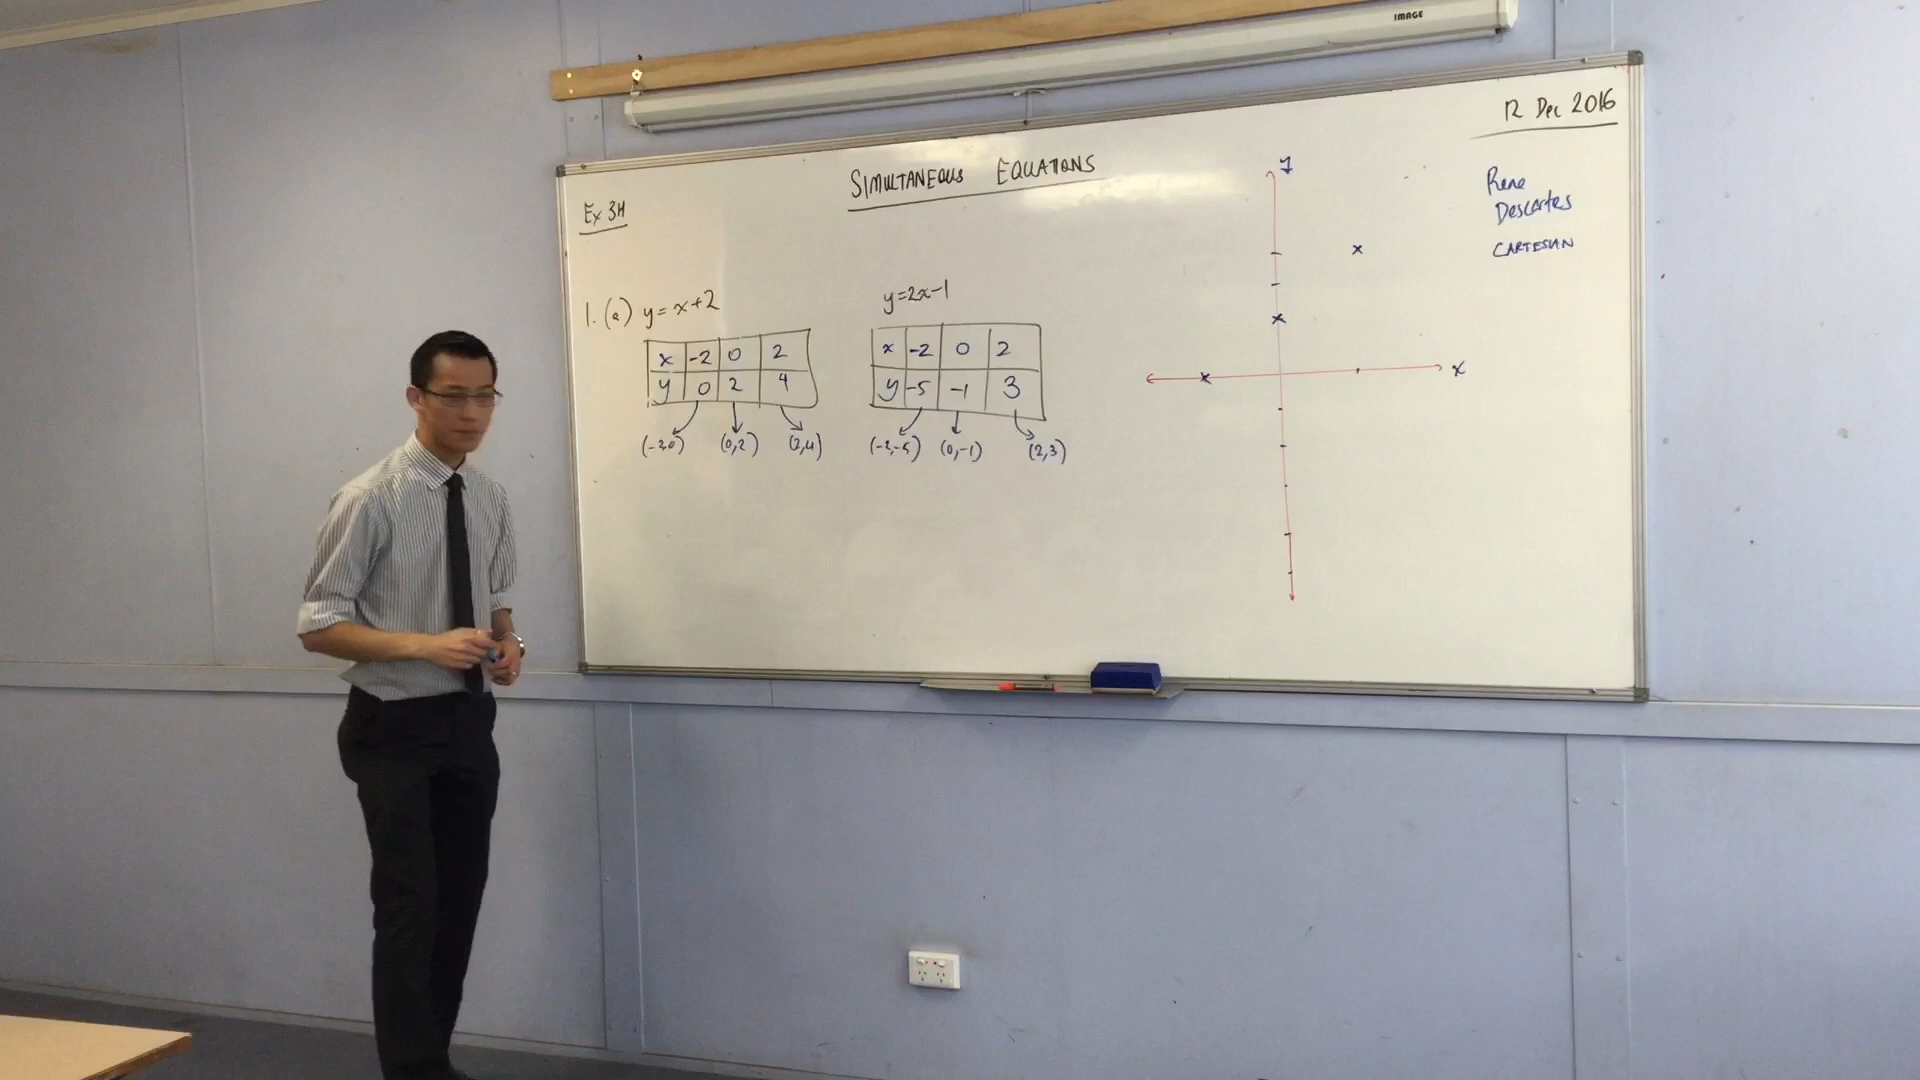 IMAGE
12 Dec 2016
SIMULTANEOUS EQUATIONS
Ex 3H
1. (a) y = x+2
x -2 0 2
y 0 2 4
(-2,0) (0,2) (2,4)
y=2x-1
x -2 0 2
y -5 -1 3
(-2,-5) (0,-1) (2,3)
y
x
Rene
Descartes
CARTESIAN